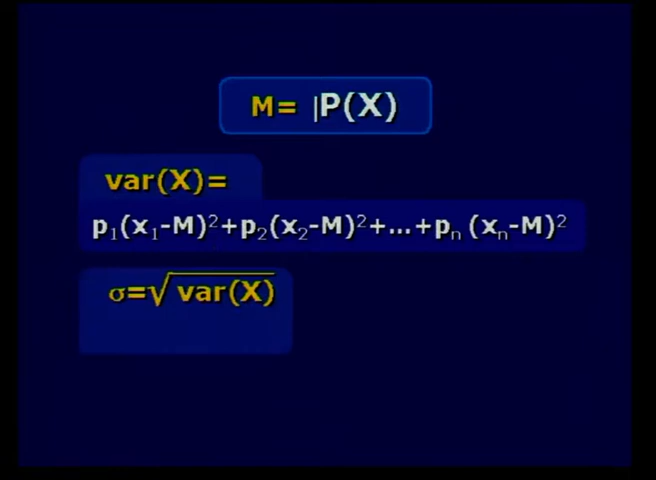 M= |P(X)
var(X)=
p₁(x₁-M)²+p₂(x₂-M)²+...+pₙ(xₙ-M)²
σ=√var(X)